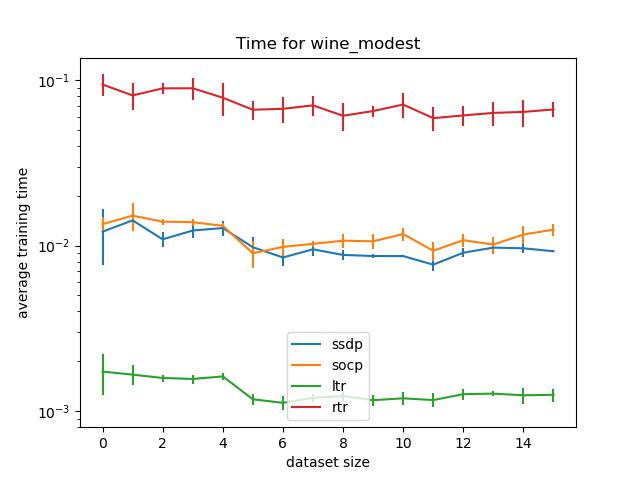 Time for wine_modest
average training time
10⁻¹
10⁻²
10⁻³
ssdp
socp
ltr
rtr
0 2 4 6 8 10 12 14
dataset size